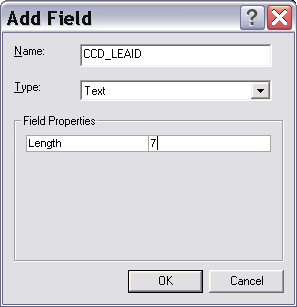 Add Field ?
Name: CCD_LEAID
Type: Text
Field Properties
Length 7
OK Cancel